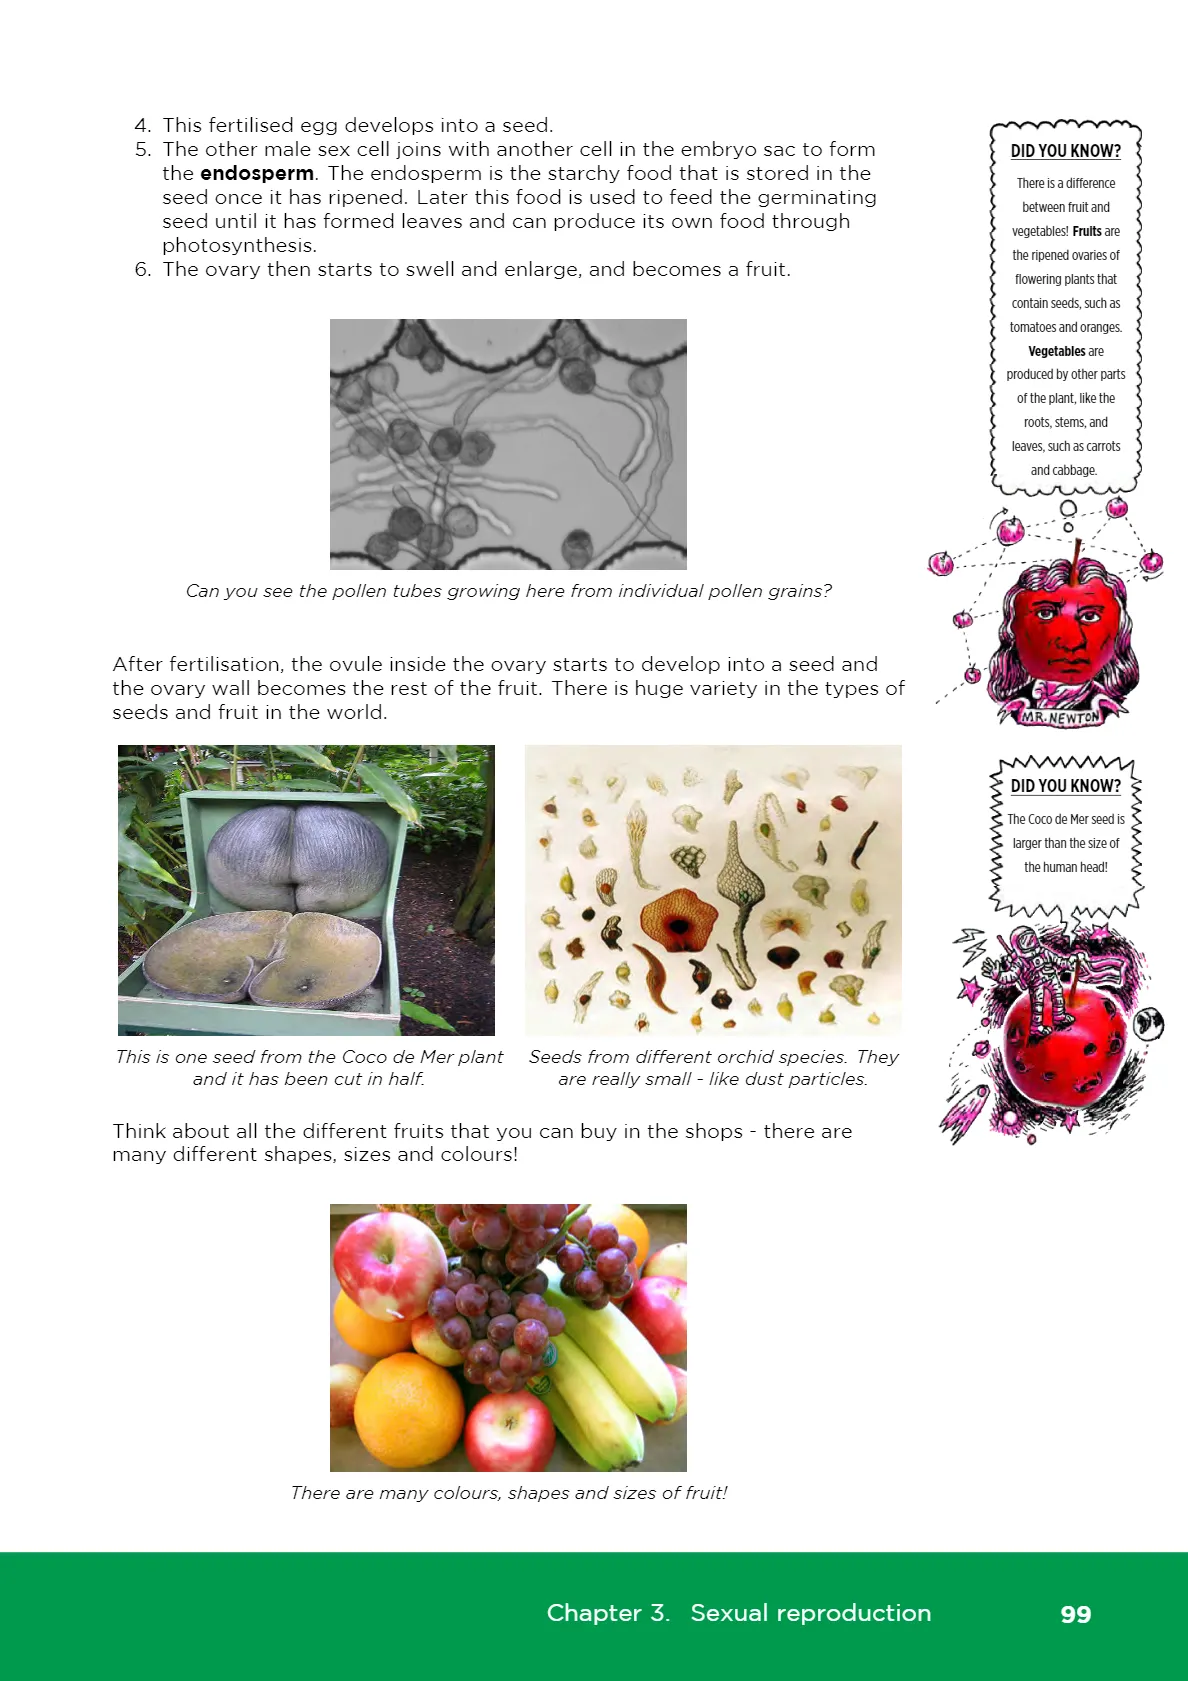 4. This fertilised egg develops into a seed.
5. The other male sex cell joins with another cell in the embryo sac to form
the endosperm. The endosperm is the starchy food that is stored in the
seed once it has ripened. Later this food is used to feed the germinating
seed until it has formed leaves and can produce its own food through
photosynthesis.
6. The ovary then starts to swell and enlarge, and becomes a fruit.
Can you see the pollen tubes growing here from individual pollen grains?
After fertilisation, the ovule inside the ovary starts to develop into a seed and
the ovary wall becomes the rest of the fruit. There is huge variety in the types of
seeds and fruit in the world.
This is one seed from the Coco de Mer plant
and it has been cut in half.
Seeds from different orchid species. They
are really small - like dust particles.
Think about all the different fruits that you can buy in the shops - there are
many different shapes, sizes and colours!
There are many colours, shapes and sizes of fruit!
DID YOU KNOW?
There is a difference
between fruit and
vegetables! Fruits are
the ripened ovaries of
flowering plants that
contain seeds, such as
tomatoes and oranges.
Vegetables are
produced by other parts
of the plant, like the
roots, stems, and
leaves, such as carrots
and cabbage.
MR. NEWTON
DID YOU KNOW?
The Coco de Mer seed is
larger than the size of
the human head!
Chapter 3. Sexual reproduction
99